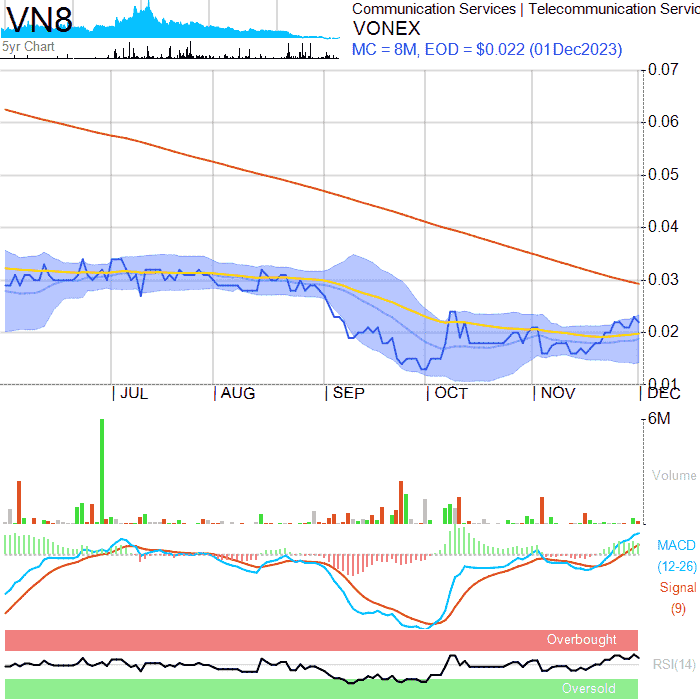 VN8
5yr Chart
Communication Services | Telecommunication Servic
VONEX
MC = 8M, EOD = $0.022 (01Dec2023)
0.07
0.06
0.05
0.04
0.03
0.02
0.01
JUL
AUG
SEP
OCT
NOV
DEC
6M
Volume
MACD
(12-26)
Signal
(9)
Overbought
RSI(14)
Oversold